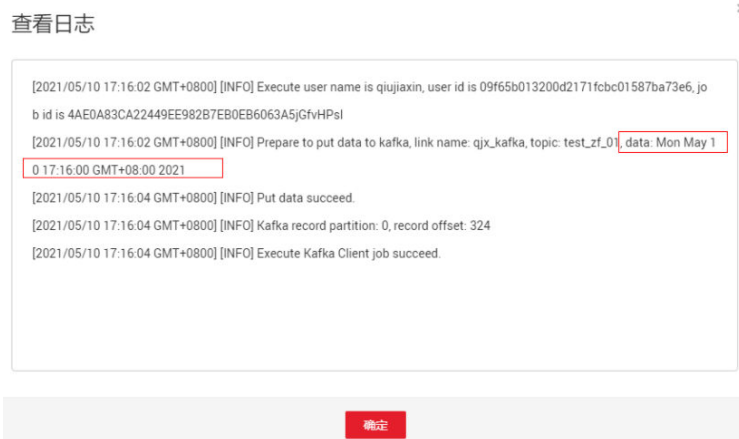 查看日志
[2021/05/10 17:16:02 GMT+0800] [INFO] Execute user name is qiujiaxin, user id is 09f65b013200d2171fcbc01587ba73e6, jo
b id is 4AE0A83CA22449EE982B7EB0EB6063A5jGfvHPsI
[2021/05/10 17:16:02 GMT+0800] [INFO] Prepare to put data to kafka, link name: qjx_kafka, topic: test_zf_01, data: Mon May 1
0 17:16:00 GMT+08:00 2021
[2021/05/10 17:16:04 GMT+0800] [INFO] Put data succeed.
[2021/05/10 17:16:04 GMT+0800] [INFO] Kafka record partition: 0, record offset: 324
[2021/05/10 17:16:04 GMT+0800] [INFO] Execute Kafka Client job succeed.
确定